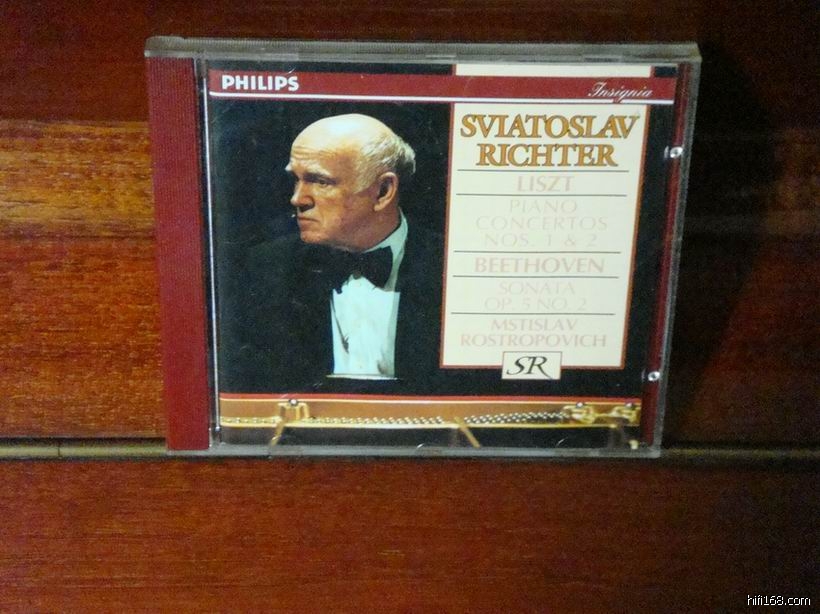 PHILIPS
Insignia
SVIATOSLAV
RICHTER
LISZT
PIANO
CONCERTOS
NOS. 1 & 2
BEETHOVEN
SONATA
OP. 5 NO. 2
MSTISLAV
ROSTROPOVICH
SR
hifi168.com